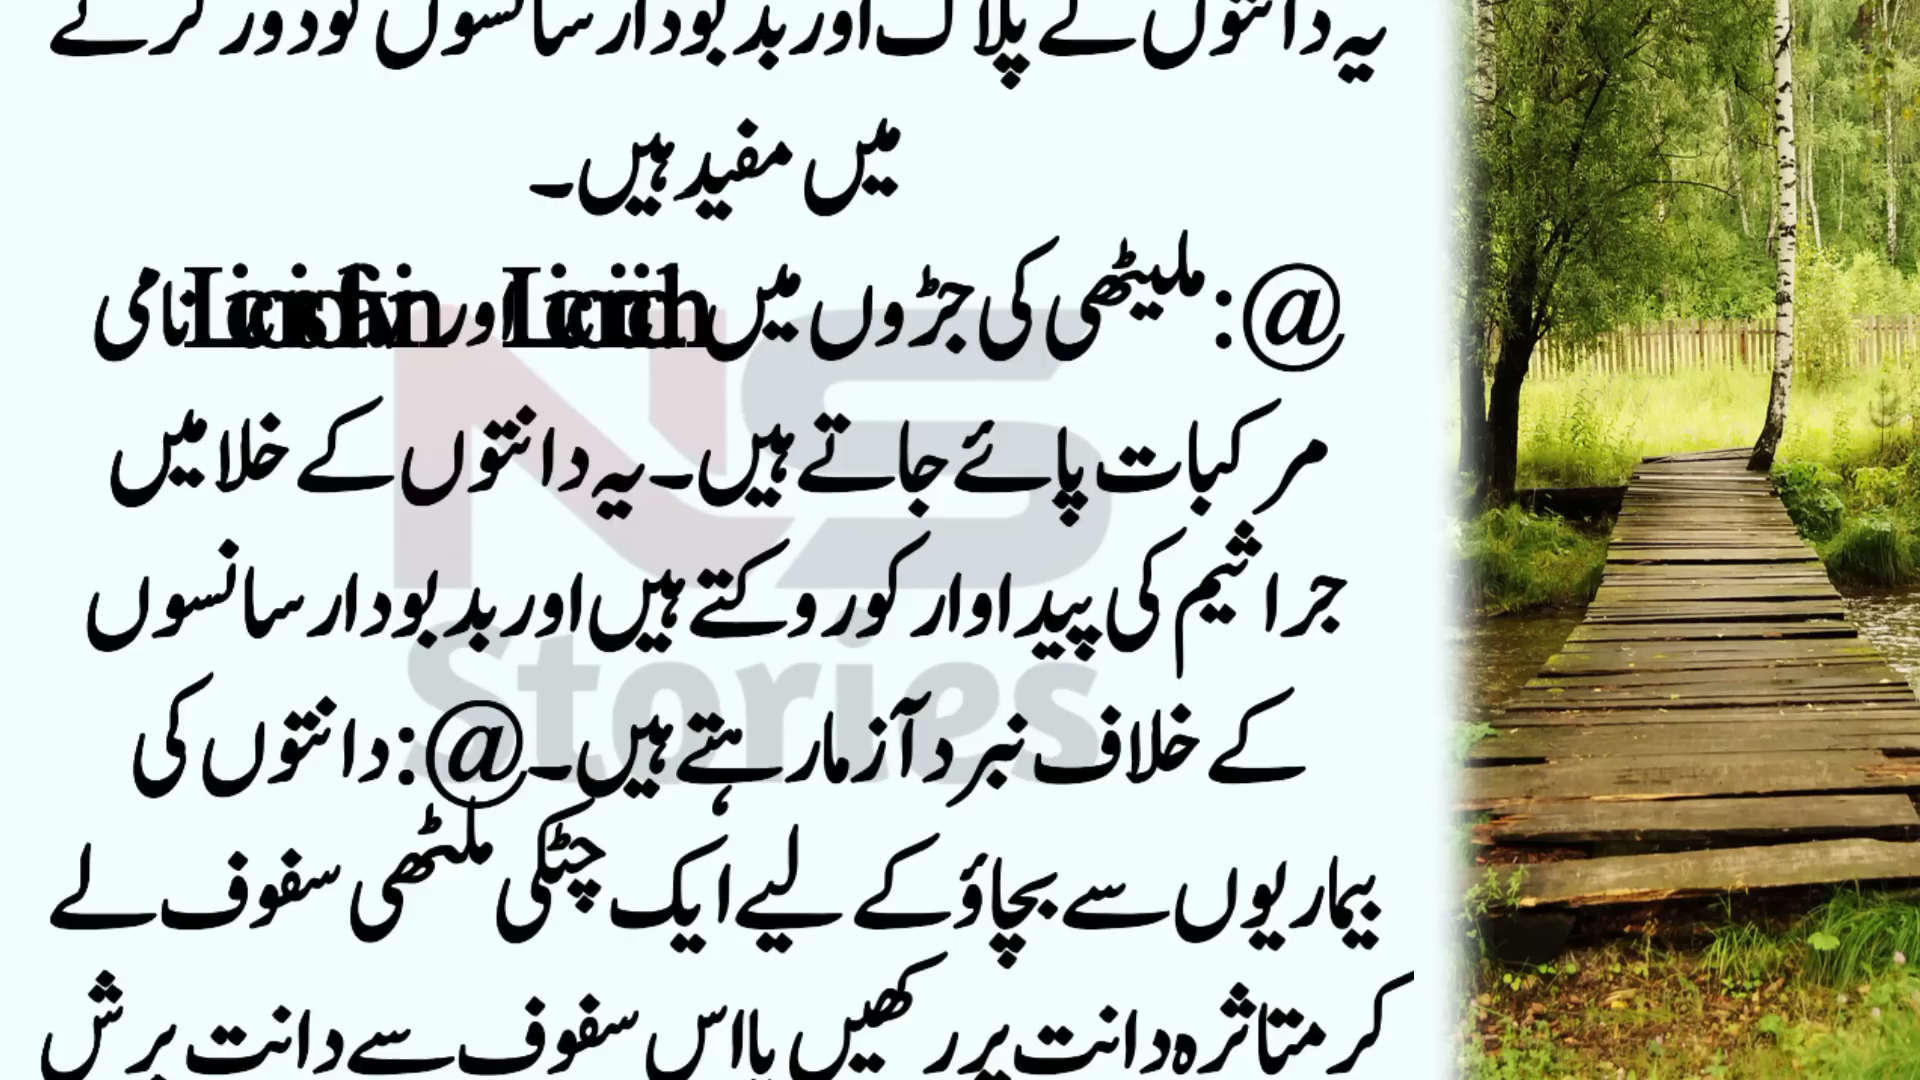 یہ دانتوں کے پلاک اور بدبودار سانسوں کو دور کرنے
میں مفید ہیں۔
@: ملیٹھی کی جڑوں میں اور نامی
مرکبات پائے جاتے ہیں۔ یہ دانتوں کے خلا میں
جراثیم کی پیداوار کو روکتے ہیں اور بدبودار سانسوں
کے خلاف نبرد آزما رہتے ہیں۔ @: دانتوں کی
بیماریوں سے بچاؤ کے لیے ایک چٹکی ملٹھی سفوف لے
کر متاثرہ دانت پر رکھیں یا اس سفوف سے دانت برش
NS
Stories